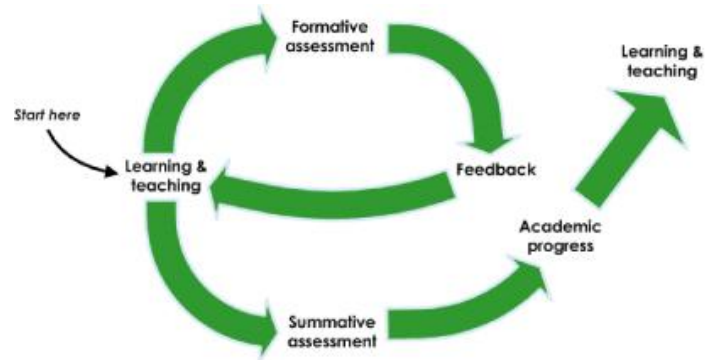 Formative
assessment
Learning &
teaching
Start here
Learning &
teaching
Feedback
Academic
progress
Summative
assessment